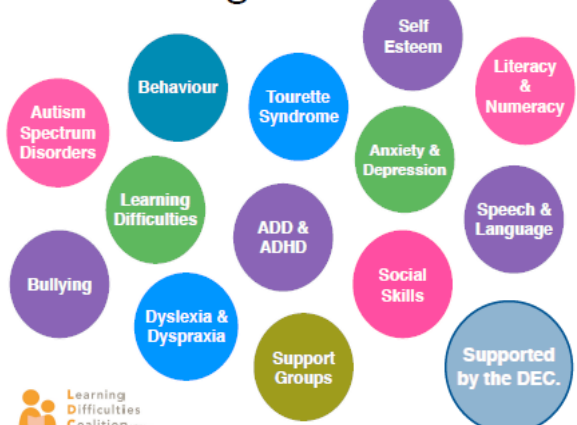 Self
Esteem
Behaviour
Literacy
&
Numeracy
Tourette
Syndrome
Autism
Spectrum
Disorders
Anxiety &
Depression
Learning
Difficulties
Speech &
Language
ADD &
ADHD
Bullying
Social
Skills
Dyslexia &
Dyspraxia
Support
Groups
Supported
by the DEC.
Learning
Difficulties
Coalition